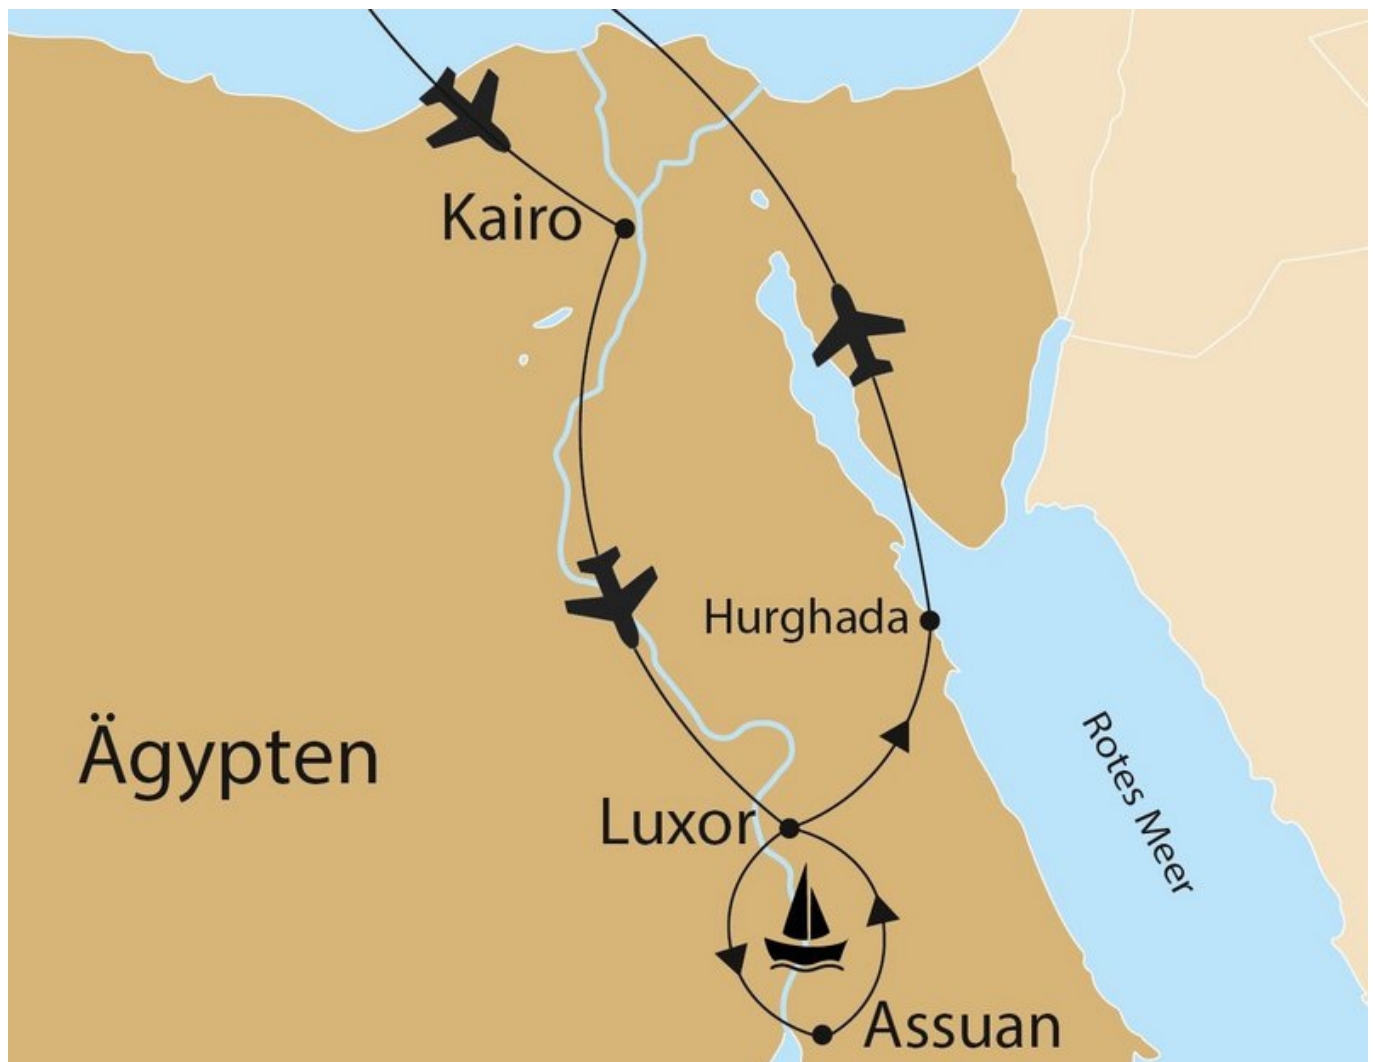 Kairo
Hurghada
Ägypten
Rotes Meer
Luxor
Assuan